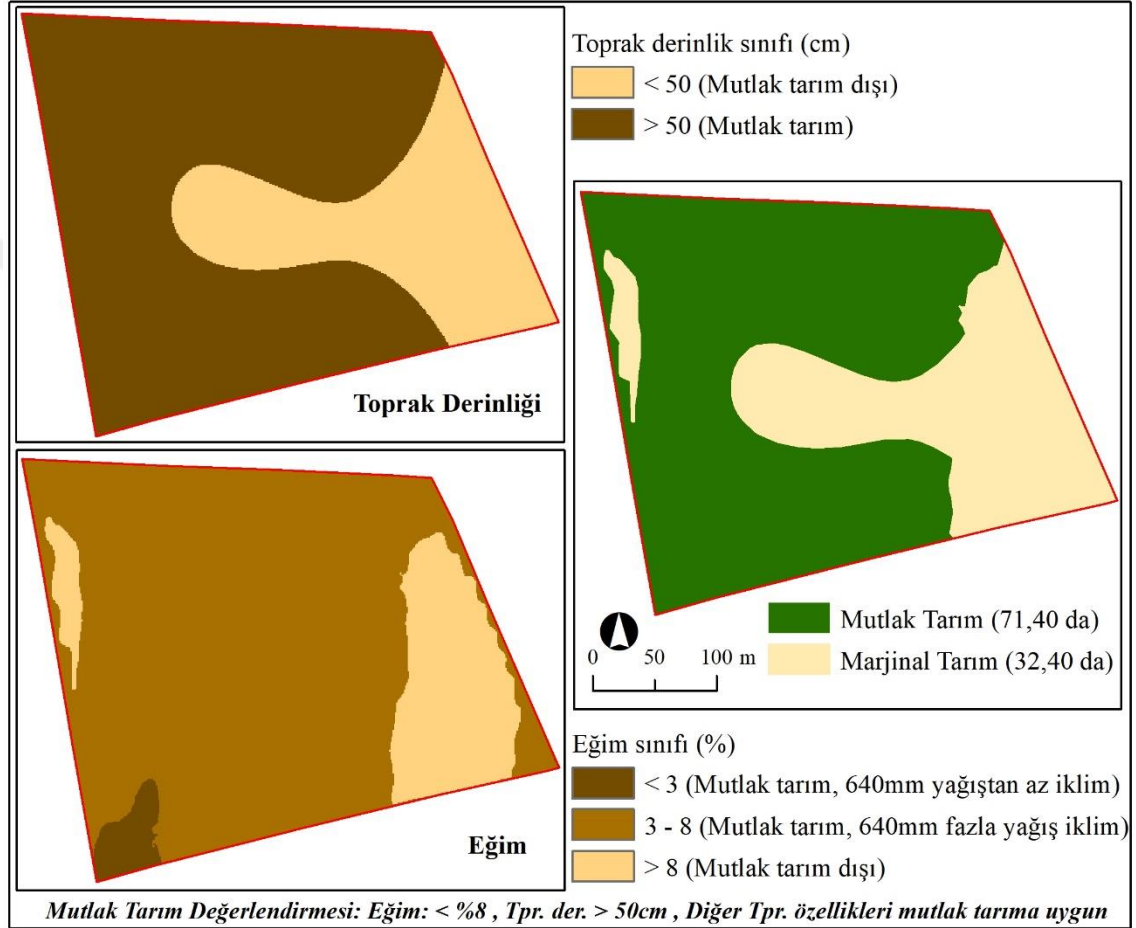 Toprak derinlik sınıfı (cm)
< 50 (Mutlak tarım dışı)
> 50 (Mutlak tarım)
Toprak Derinliği
Mutlak Tarım (71,40 da)
Marjinal Tarım (32,40 da)
0 50 100 m
Eğim sınıfı (%)
< 3 (Mutlak tarım, 640mm yağıştan az iklim)
3 - 8 (Mutlak tarım, 640mm fazla yağış iklim)
> 8 (Mutlak tarım dışı)
Eğim
Mutlak Tarım Değerlendirmesi: Eğim: < %8 , Tpr. der. > 50cm , Diğer Tpr. özellikleri mutlak tarıma uygun